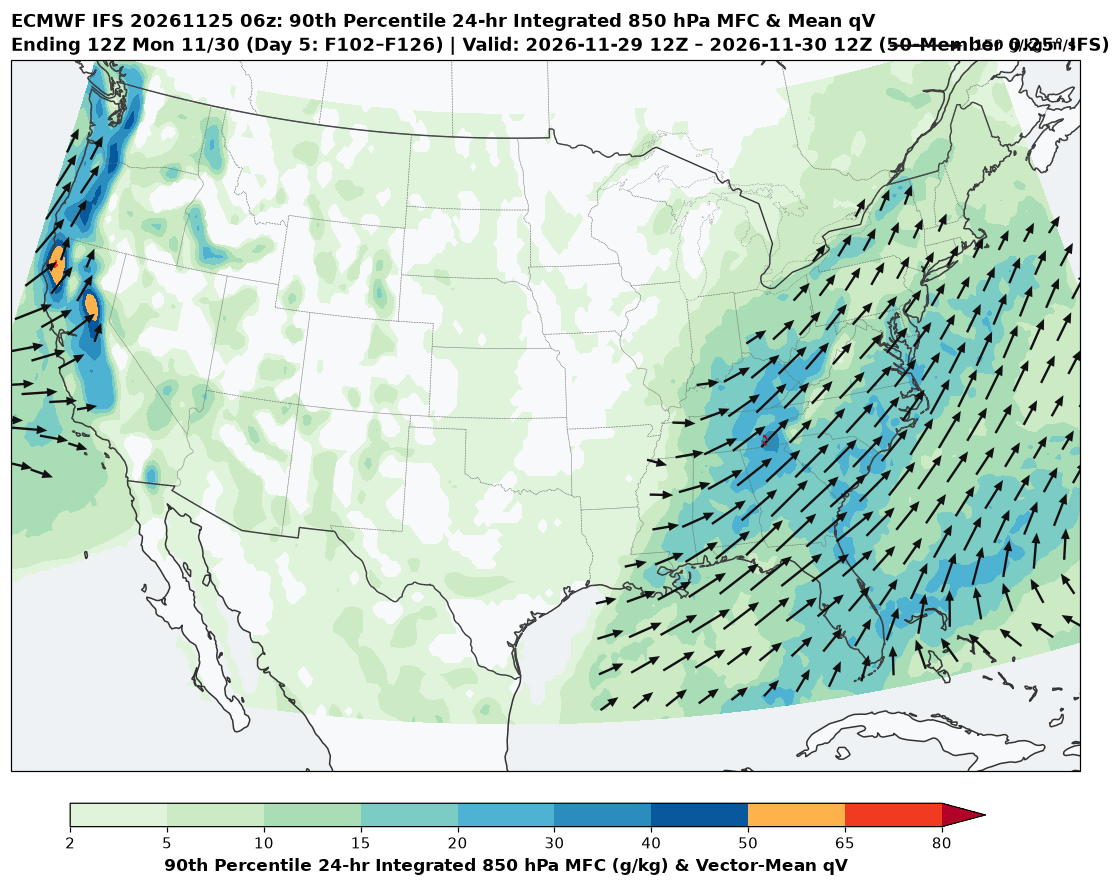 ECMWF IFS 20261125 06z: 90th Percentile 24-hr Integrated 850 hPa MFC & Mean qV
Ending 12Z Mon 11/30 (Day 5: F102–F126) | Valid: 2026-11-29 12Z – 2026-11-30 12Z (50-Member 0.25° IFS)
2 5 10 15 20 30 40 50 65 80
90th Percentile 24-hr Integrated 850 hPa MFC (g/kg) & Vector-Mean qV